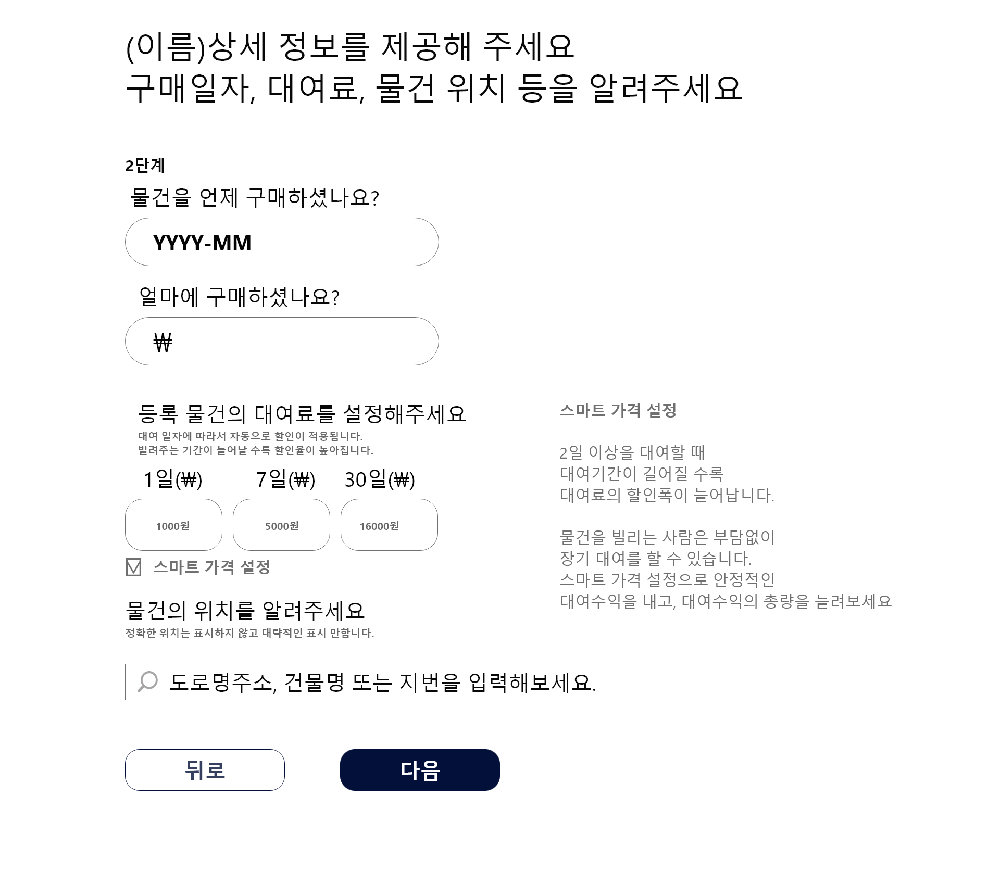 (이름)상세 정보를 제공해 주세요
구매일자, 대여료, 물건 위치 등을 알려주세요
2단계
물건을 언제 구매하셨나요?
YYYY-MM
얼마에 구매하셨나요?
₩
등록 물건의 대여료를 설정해주세요
대여 일자에 따라서 자동으로 할인이 적용됩니다.
빌려주는 기간이 늘어날 수록 할인율이 높아집니다.
1일(₩) 7일(₩) 30일(₩)
1000원 5000원 16000원
스마트 가격 설정
스마트 가격 설정
2일 이상을 대여할 때
대여기간이 길어질 수록
대여료의 할인폭이 늘어납니다.
물건을 빌리는 사람은 부담없이
장기 대여를 할 수 있습니다.
스마트 가격 설정으로 안정적인
대여수익을 내고, 대여수익의 총량을 늘려보세요
물건의 위치를 알려주세요
정확한 위치는 표시하지 않고 대략적인 표시 만합니다.
도로명주소, 건물명 또는 지번을 입력해보세요.
뒤로 다음